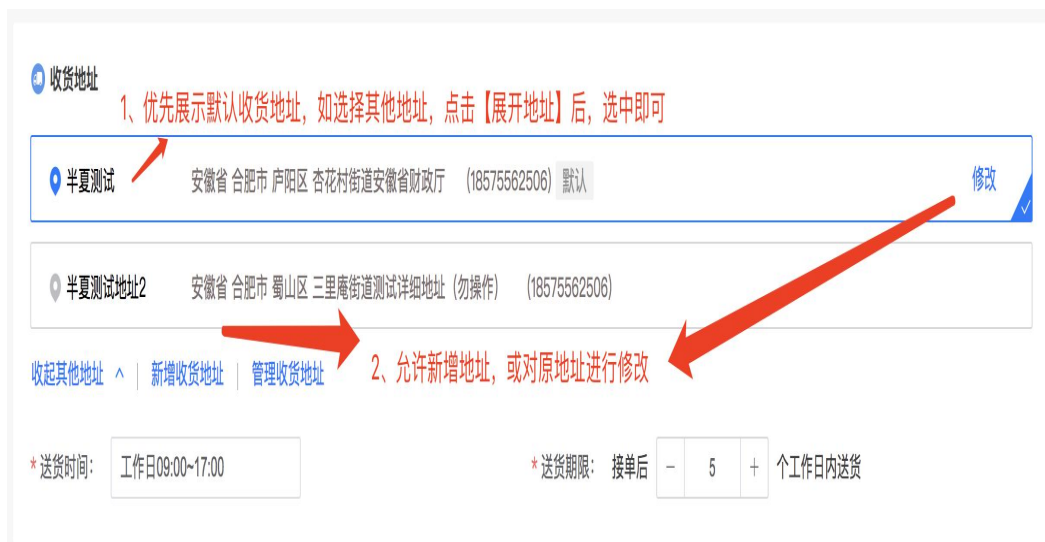 收货地址
1、优先展示默认收货地址，如选择其他地址，点击【展开地址】后，选中即可
半夏测试 安徽省 合肥市 庐阳区 杏花村街道安徽省财政厅 (18575562506) 默认 修改
半夏测试地址2 安徽省 合肥市 蜀山区 三里庵街道测试详细地址（勿操作） (18575562506)
收起其他地址 ^ | 新增收货地址 | 管理收货地址 2、允许新增地址，或对原地址进行修改
*送货时间： 工作日09:00~17:00 *送货期限： 接单后 － 5 ＋ 个工作日内送货